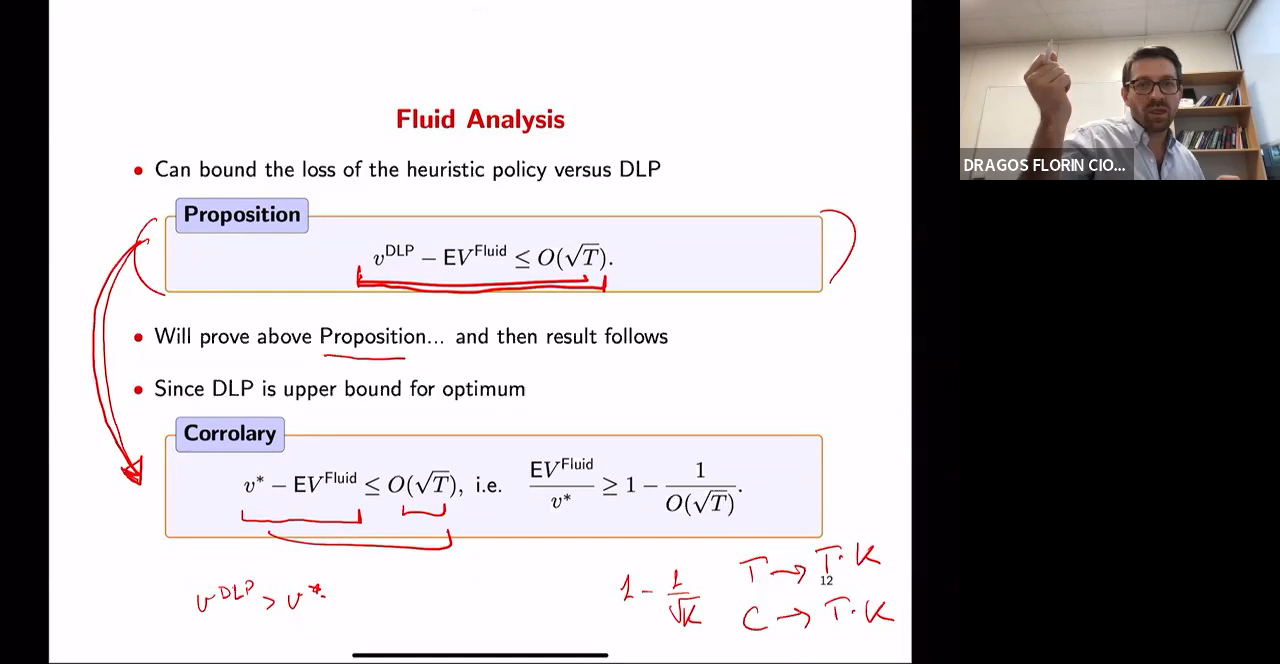 Fluid Analysis
• Can bound the loss of the heuristic policy versus DLP
Proposition
v^DLP − EV^Fluid ≤ O(√T).
• Will prove above Proposition... and then result follows
• Since DLP is upper bound for optimum
Corrolary
v* − EV^Fluid ≤ O(√T), i.e. EV^Fluid / v* ≥ 1 − 1 / O(√T).
v^DLP > v*.
1 − 1/√K
T → T·K
12
C → T·K
DRAGOS FLORIN CIO...